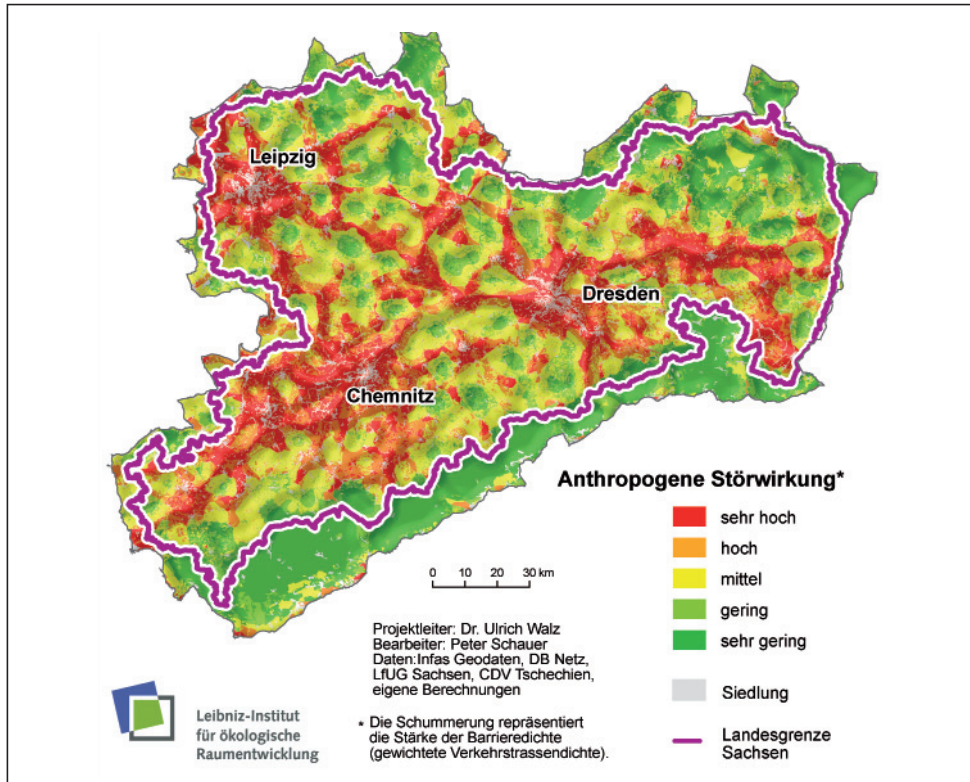 Leipzig
Dresden
Chemnitz
Anthropogene Störwirkung*
sehr hoch
hoch
mittel
gering
sehr gering
Siedlung
Landesgrenze
Sachsen
0 10 20 30 km
Projektleiter: Dr. Ulrich Walz
Bearbeiter: Peter Schauer
Daten:Infas Geodaten, DB Netz,
LfUG Sachsen, CDV Tschechien,
eigene Berechnungen
* Die Schummerung repräsentiert
die Stärke der Barrieredichte
(gewichtete Verkehrstrassendichte).
Leibniz-Institut
für ökologische
Raumentwicklung